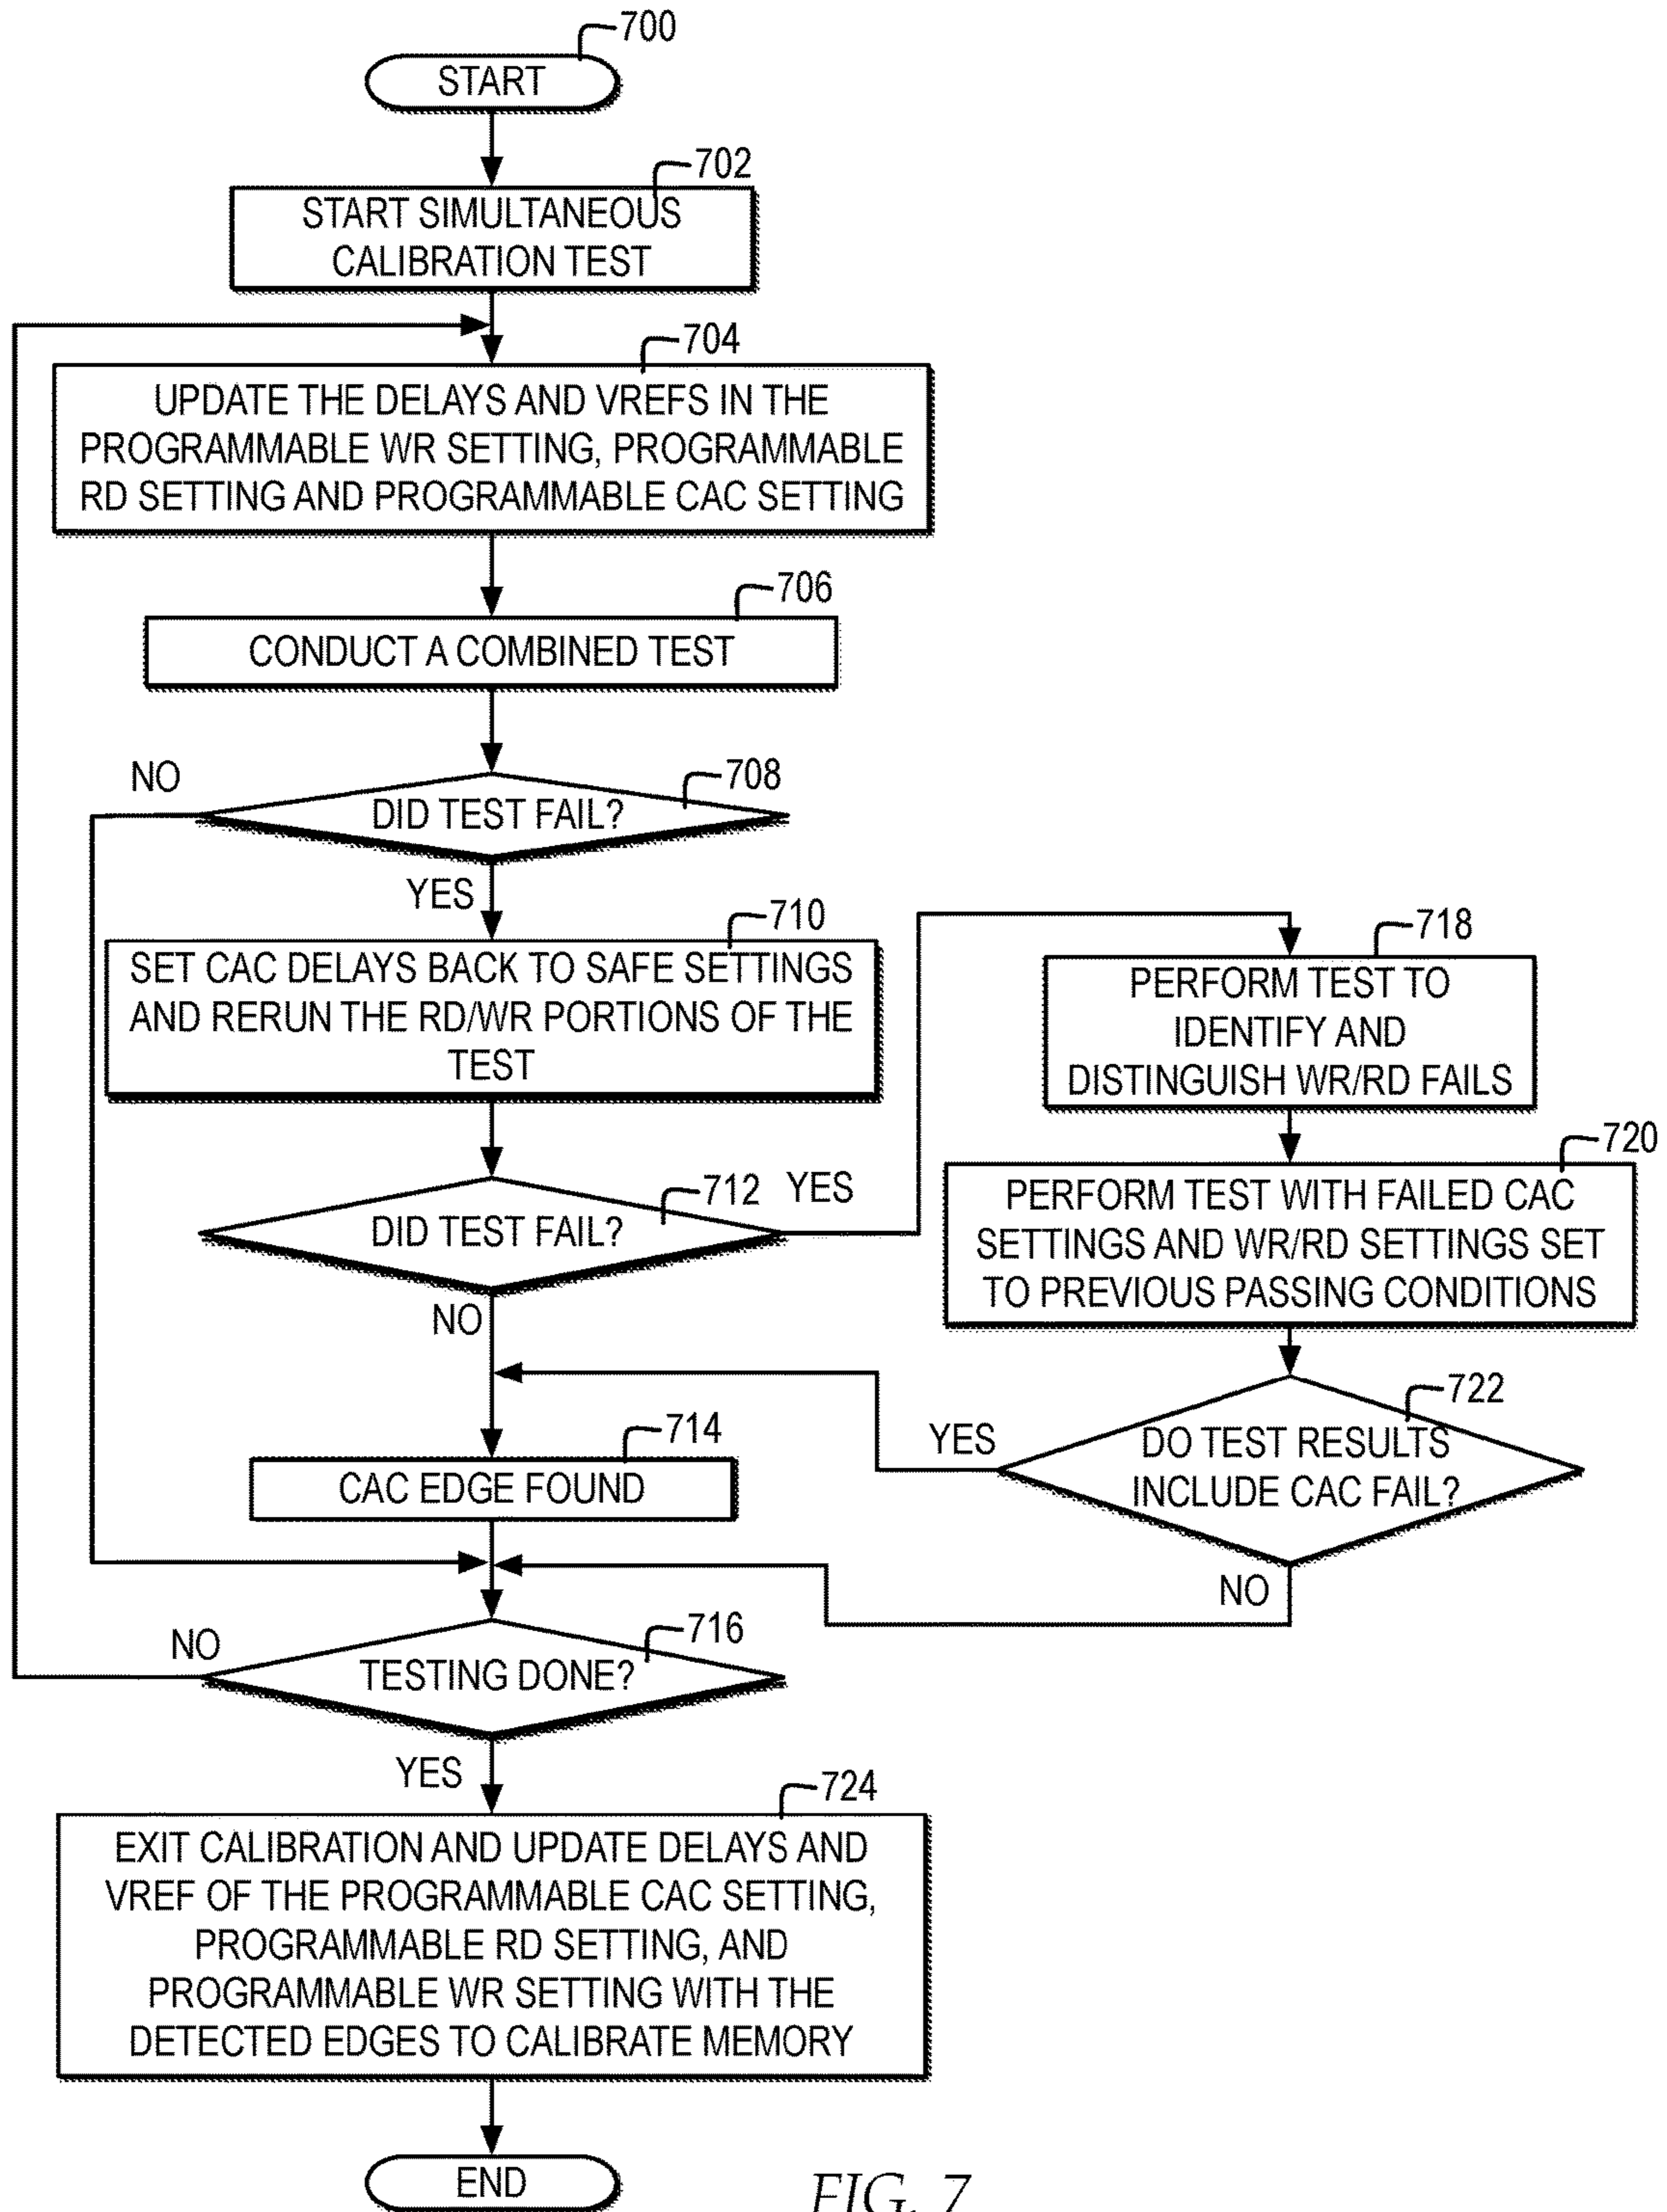 700
START
702
START SIMULTANEOUS
CALIBRATION TEST
704
UPDATE THE DELAYS AND VREFS IN THE
PROGRAMMABLE WR SETTING, PROGRAMMABLE
RD SETTING AND PROGRAMMABLE CAC SETTING
706
CONDUCT A COMBINED TEST
NO
708
DID TEST FAIL?
YES
710
SET CAC DELAYS BACK TO SAFE SETTINGS
AND RERUN THE RD/WR PORTIONS OF THE
TEST
712
YES
DID TEST FAIL?
NO
718
PERFORM TEST TO
IDENTIFY AND
DISTINGUISH WR/RD FAILS
720
PERFORM TEST WITH FAILED CAC
SETTINGS AND WR/RD SETTINGS SET
TO PREVIOUS PASSING CONDITIONS
722
YES
DO TEST RESULTS
INCLUDE CAC FAIL?
NO
714
CAC EDGE FOUND
NO
716
TESTING DONE?
YES
724
EXIT CALIBRATION AND UPDATE DELAYS AND
VREF OF THE PROGRAMMABLE CAC SETTING,
PROGRAMMABLE RD SETTING, AND
PROGRAMMABLE WR SETTING WITH THE
DETECTED EDGES TO CALIBRATE MEMORY
END
FIG. 7